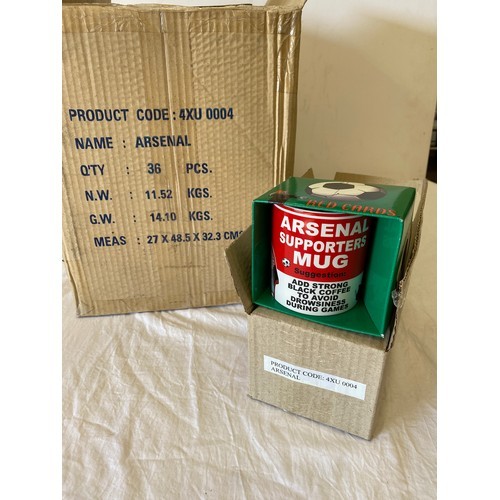 PRODUCT CODE: 4XU 0004
NAME : ARSENAL
Q'TY : 36 PCS.
N.W. : 11.52 KGS.
G.W. : 14.10 KGS.
MEAS : 27 X 48.5 X 32.3 CMS
RED CARDS
ARSENAL
SUPPORTERS
MUG
Suggestion:
ADD STRONG
BLACK COFFEE
TO AVOID
DROWSINESS
DURING GAMES
PRODUCT CODE: 4XU 0004
ARSENAL